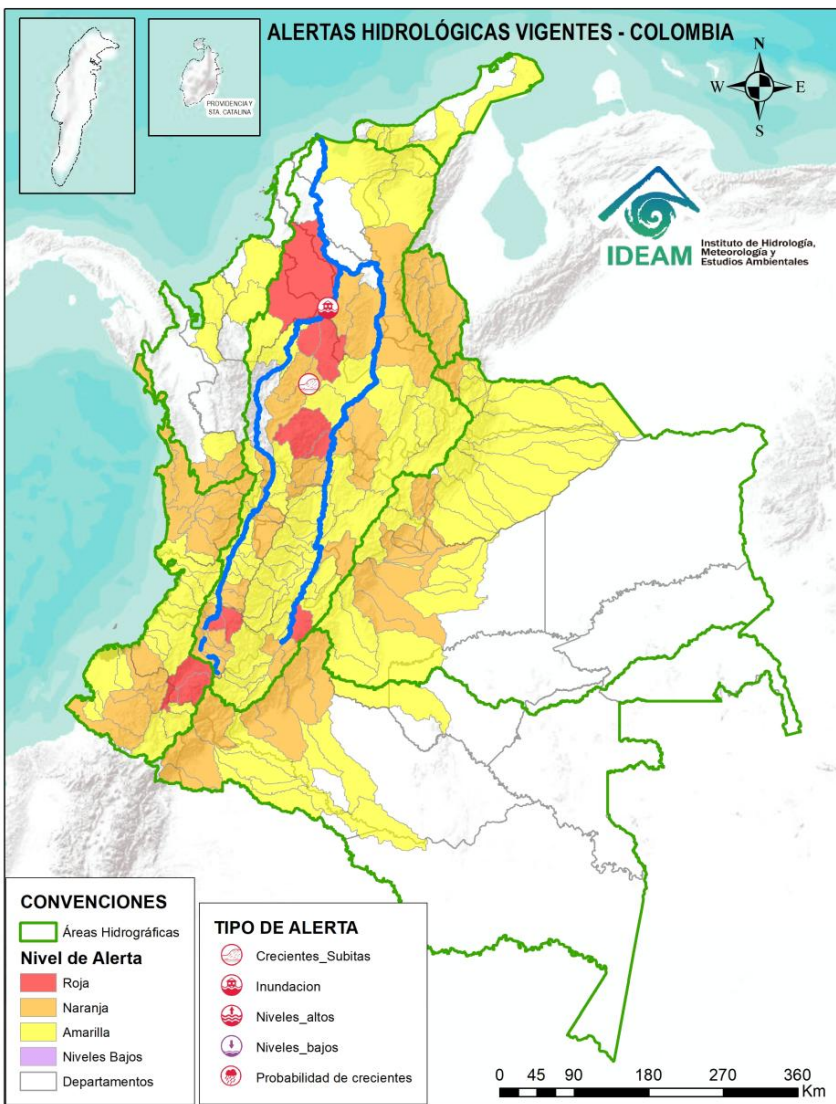 ALERTAS HIDROLÓGICAS VIGENTES - COLOMBIA
PROVIDENCIA Y
STA. CATALINA
N
W
E
S
IDEAM
Instituto de Hidrología,
Meteorología y
Estudios Ambientales
CONVENCIONES
Áreas Hidrográficas
Nivel de Alerta
Roja
Naranja
Amarilla
Niveles Bajos
Departamentos
TIPO DE ALERTA
Crecientes_Subitas
Inundacion
Niveles_altos
Niveles_bajos
Probabilidad de crecientes
0 45 90 180 270 360
Km